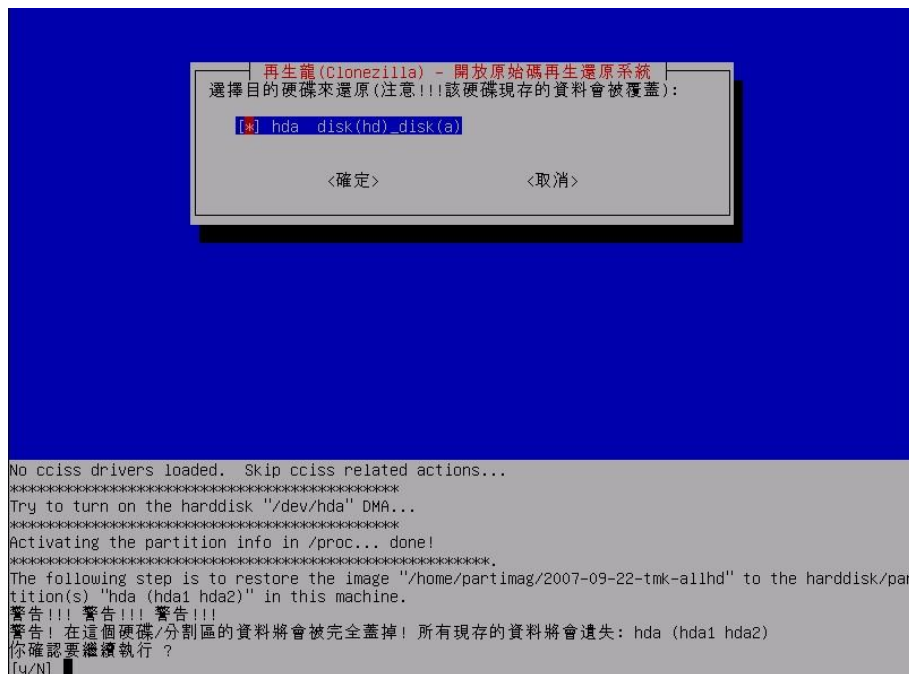 再生龍(Clonezilla) – 開放原始碼再生還原系統
選擇目的硬碟來還原(注意!!!該硬碟現存的資料會被覆蓋):
[*] hda disk(hd)_disk(a)
<確定> <取消>
No cciss drivers loaded. Skip cciss related actions...
*************************************************
Try to turn on the harddisk "/dev/hda" DMA...
*************************************************
Activating the partition info in /proc... done!
************************************************************.
The following step is to restore the image "/home/partimag/2007-09-22-tmk-allhd" to the harddisk/par
tition(s) "hda (hda1 hda2)" in this machine.
警告!!! 警告!!! 警告!!!
警告! 在這個硬碟/分割區的資料將會被完全蓋掉! 所有現存的資料將會遺失: hda (hda1 hda2)
你確認要繼續執行 ?
[y/N]